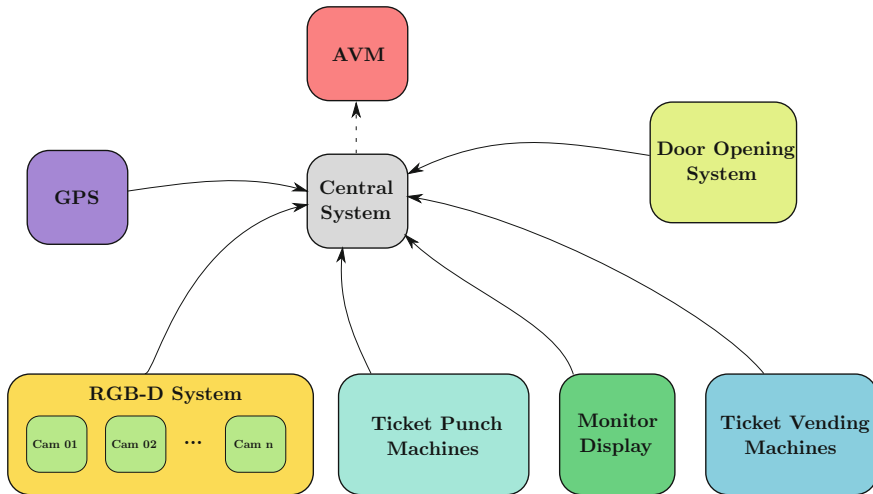 AVM
Door Opening
System
GPS
Central
System
RGB-D System
Cam 01
Cam 02
...
Cam n
Ticket Punch
Machines
Monitor
Display
Ticket Vending
Machines